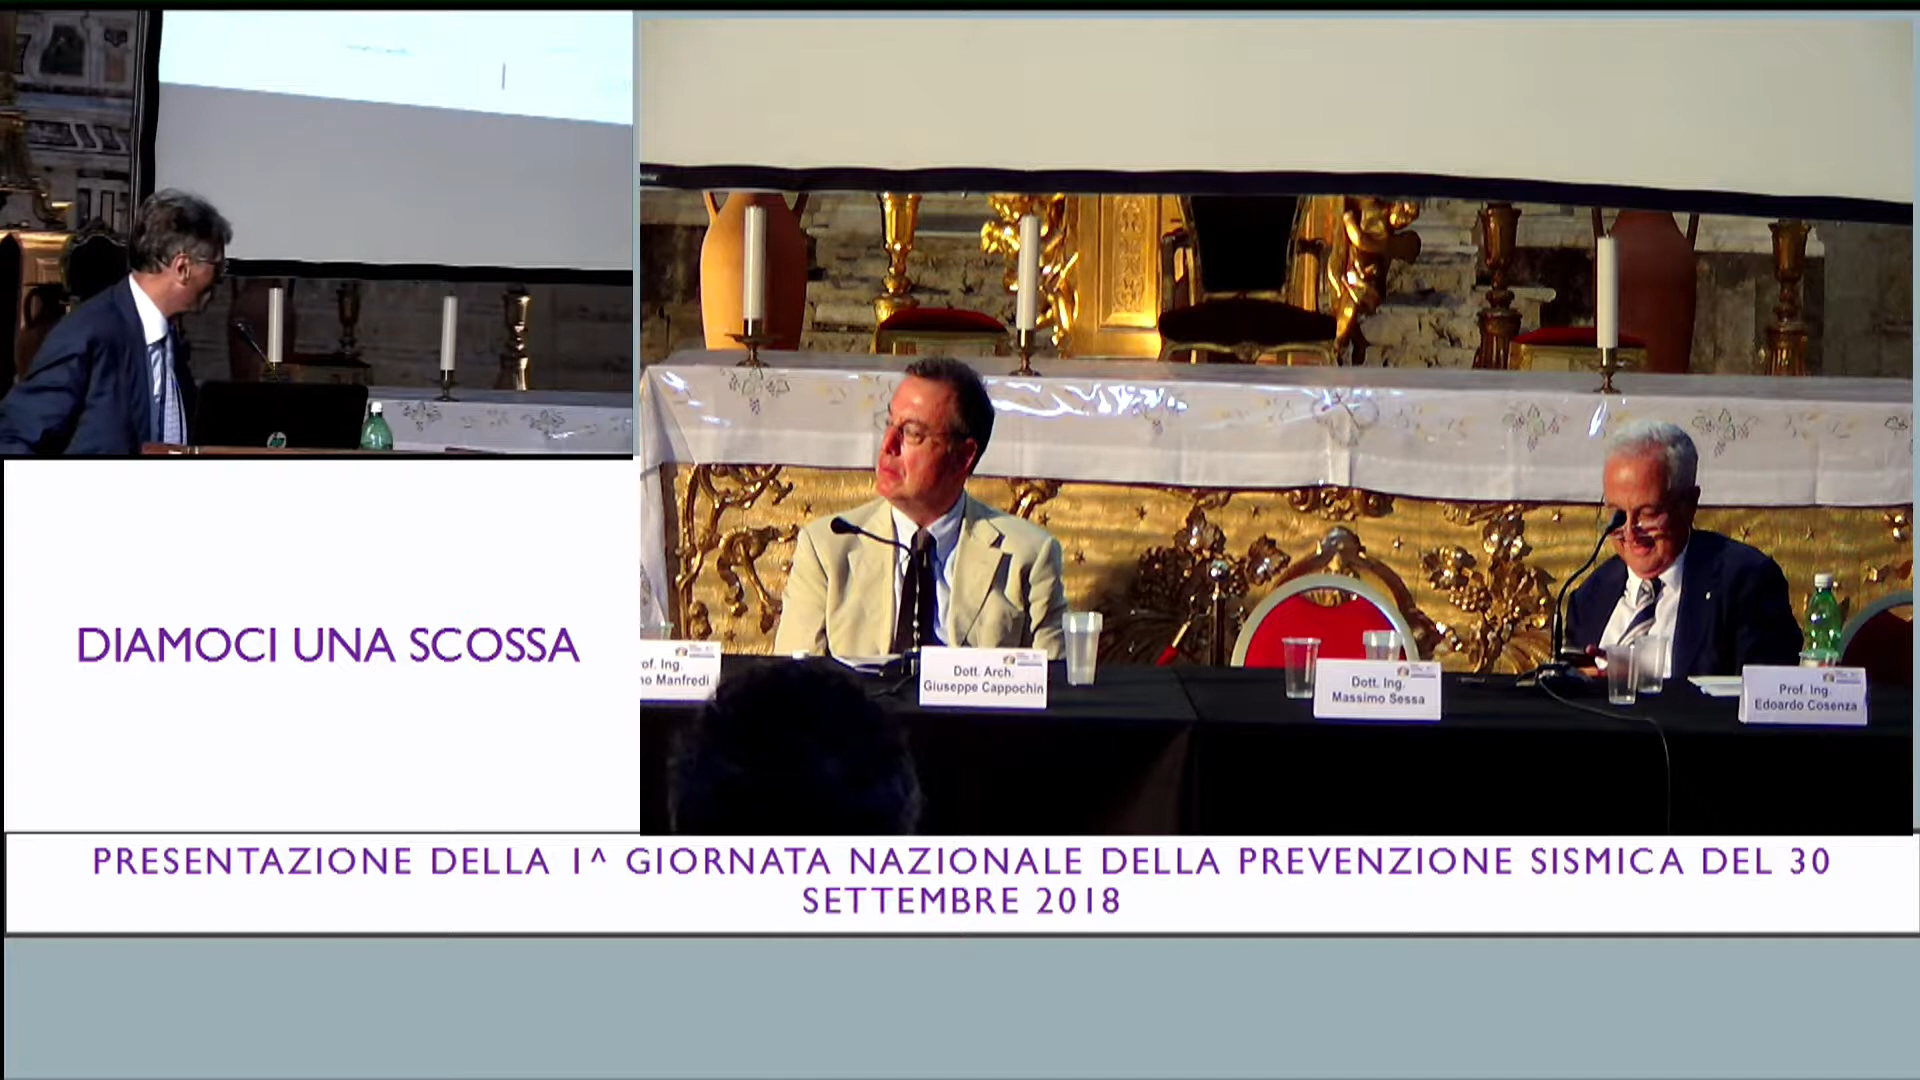 DIAMOCI UNA SCOSSA
of. Ing.
no Manfredi
Dott. Arch.
Giuseppe Cappochin
Dott. Ing.
Massimo Sessa
Prof. Ing.
Edoardo Cosenza
PRESENTAZIONE DELLA 1^ GIORNATA NAZIONALE DELLA PREVENZIONE SISMICA DEL 30
SETTEMBRE 2018